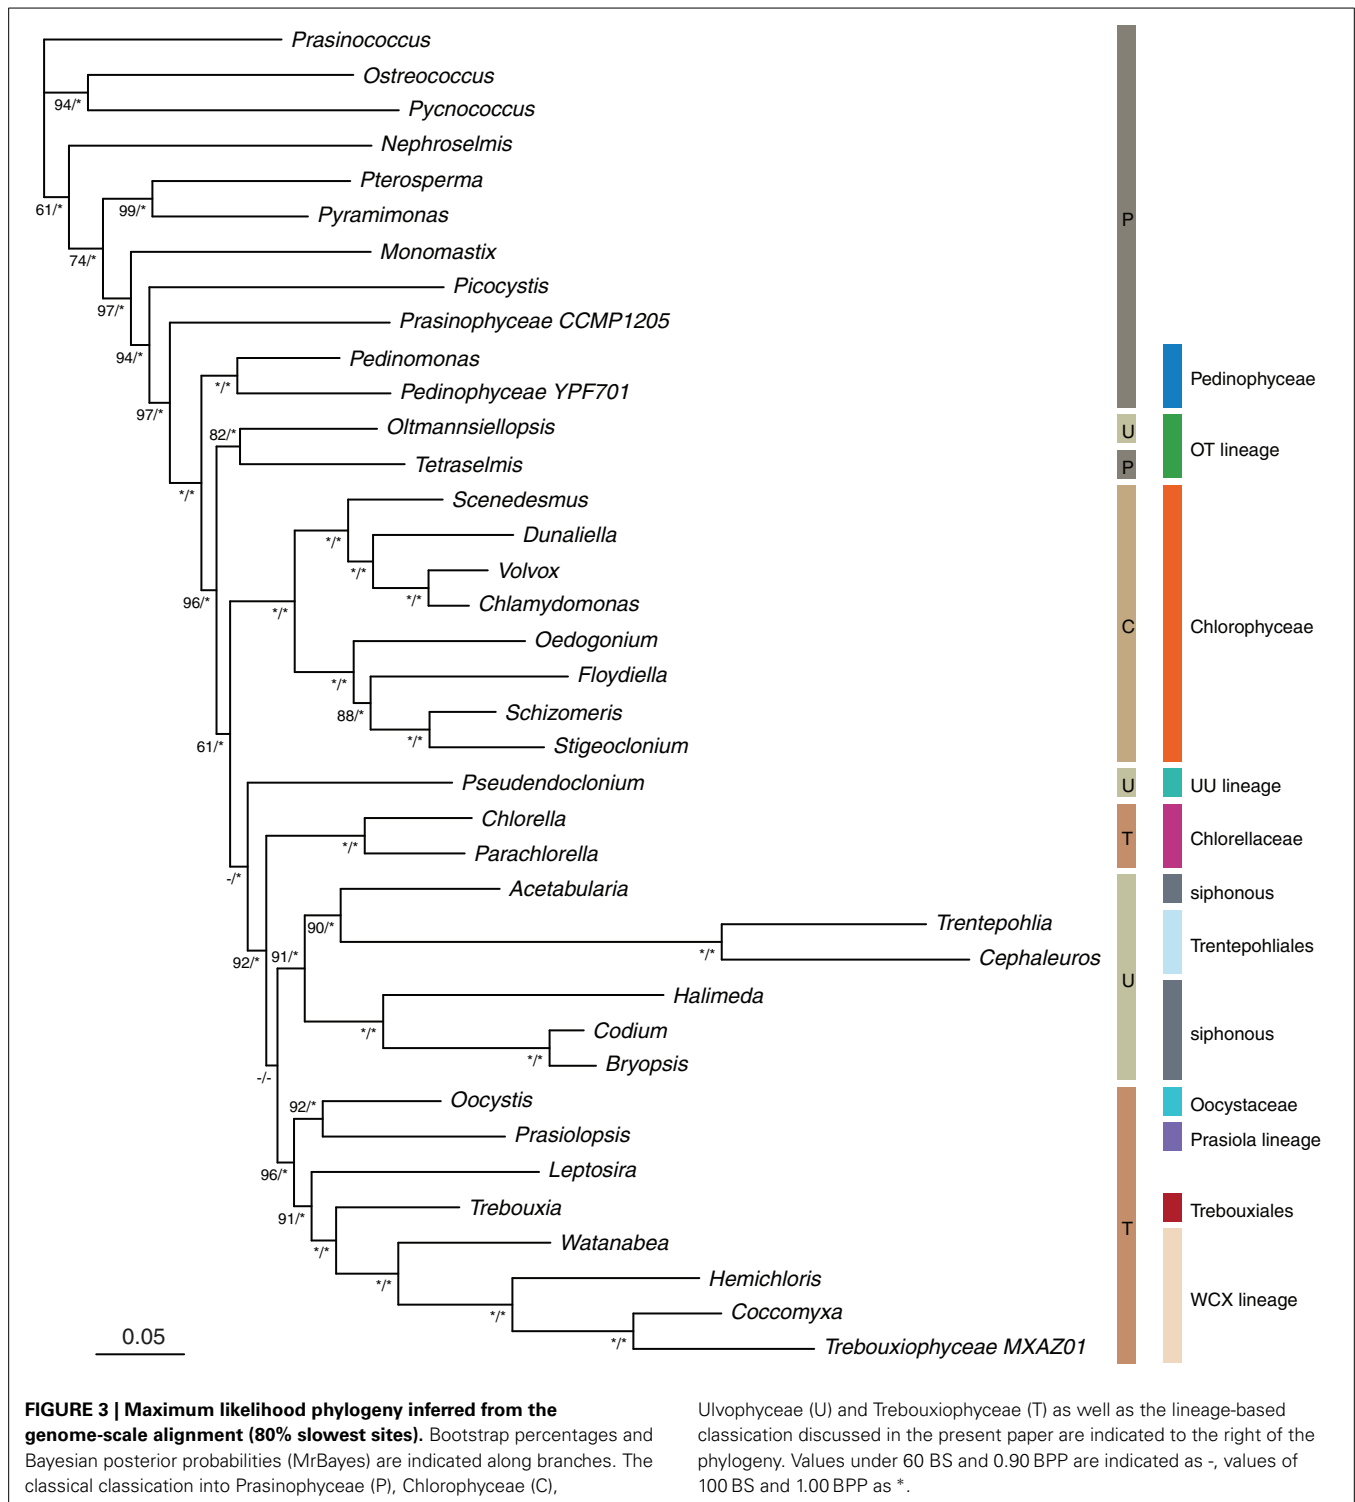 Prasinococcus
Ostreococcus
94/*
Pycnococcus
Nephroselmis
Pterosperma
61/*
99/*
Pyramimonas
P
74/*
Monomastix
Picocystis
97/*
Prasinophyceae CCMP1205
94/*
Pedinomonas
Pedinophyceae
*/*
Pedinophyceae YPF701
97/*
Oltmannsiellopsis
82/*
U
OT lineage
Tetraselmis
P
*/*
Scenedesmus
Dunaliella
*/*
Volvox
*/*
Chlamydomonas
*/*
96/*
*/*
Oedogonium
C
Chlorophyceae
Floydiella
*/*
Schizomeris
88/*
Stigeoclonium
*/*
61/*
Pseudendoclonium
U
UU lineage
Chlorella
Chlorellaceae
T
*/*
Parachlorella
-/*
Acetabularia
siphonous
Trentepohlia
90/*
Trentepohliales
91/*
*/*
Cephaleuros
92/*
U
Halimeda
Codium
*/*
siphonous
Bryopsis
*/*
-/-
Oocystis
Oocystaceae
92/*
Prasiolopsis
Prasiola lineage
Leptosira
96/*
Trebouxia
Trebouxiales
91/*
T
Watanabea
*/*
Hemichloris
*/*
WCX lineage
Coccomyxa
*/*
Trebouxiophyceae MXAZ01
*/*
0.05
FIGURE 3 | Maximum likelihood phylogeny inferred from the
genome-scale alignment (80% slowest sites). Bootstrap percentages and
Bayesian posterior probabilities (MrBayes) are indicated along branches. The
classical classication into Prasinophyceae (P), Chlorophyceae (C),
Ulvophyceae (U) and Trebouxiophyceae (T) as well as the lineage-based
classication discussed in the present paper are indicated to the right of the
phylogeny. Values under 60 BS and 0.90 BPP are indicated as -, values of
100 BS and 1.00 BPP as *.